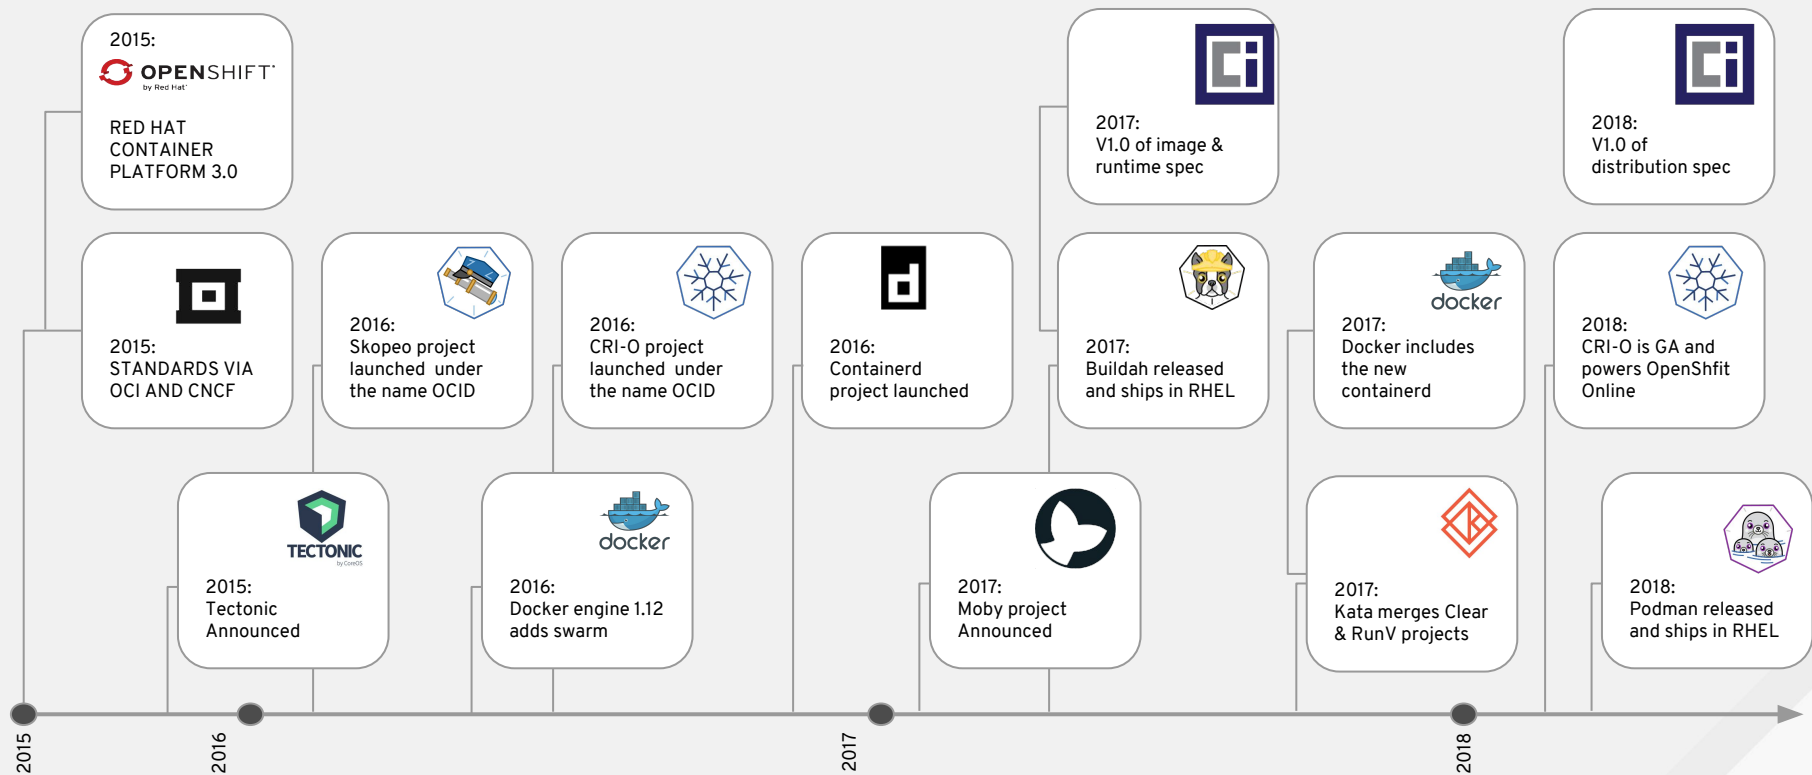 2015:
OPENSHIFT
by Red Hat
RED HAT
CONTAINER
PLATFORM 3.0
2017:
V1.0 of image &
runtime spec
2018:
V1.0 of
distribution spec
2015:
STANDARDS VIA
OCI AND CNCF
2016:
Skopeo project
launched under
the name OCID
2016:
CRI-O project
launched under
the name OCID
d
2016:
Containerd
project launched
2017:
Buildah released
and ships in RHEL
docker
2017:
Docker includes
the new
containerd
2018:
CRI-O is GA and
powers OpenShfit
Online
TECTONIC
by CoreOS
2015:
Tectonic
Announced
docker
2016:
Docker engine 1.12
adds swarm
2017:
Moby project
Announced
2017:
Kata merges Clear
& RunV projects
2018:
Podman released
and ships in RHEL
2015
2016
2017
2018